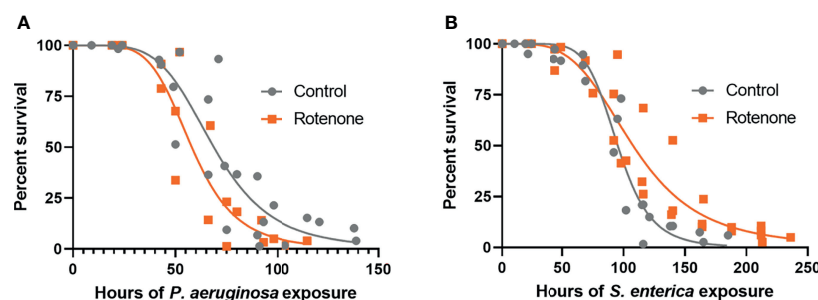 A
Percent survival
100
75
50
25
0
0
50
100
150
Hours of P. aeruginosa exposure
Control
Rotenone
B
Percent survival
100
75
50
25
0
0
50
100
150
200
250
Hours of S. enterica exposure
Control
Rotenone